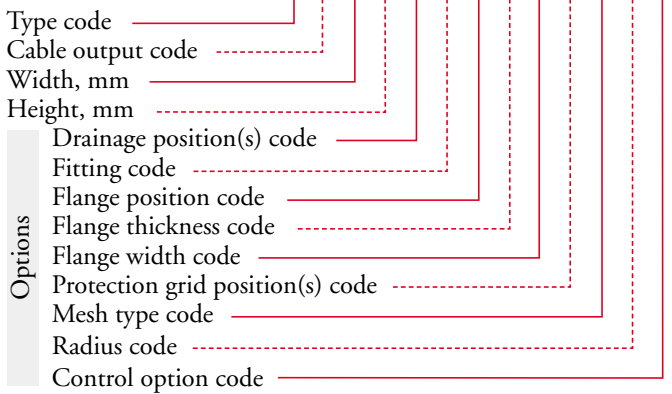 Type code
Cable output code
Width, mm
Height, mm
Options
Drainage position(s) code
Fitting code
Flange position code
Flange thickness code
Flange width code
Protection grid position(s) code
Mesh type code
Radius code
Control option code